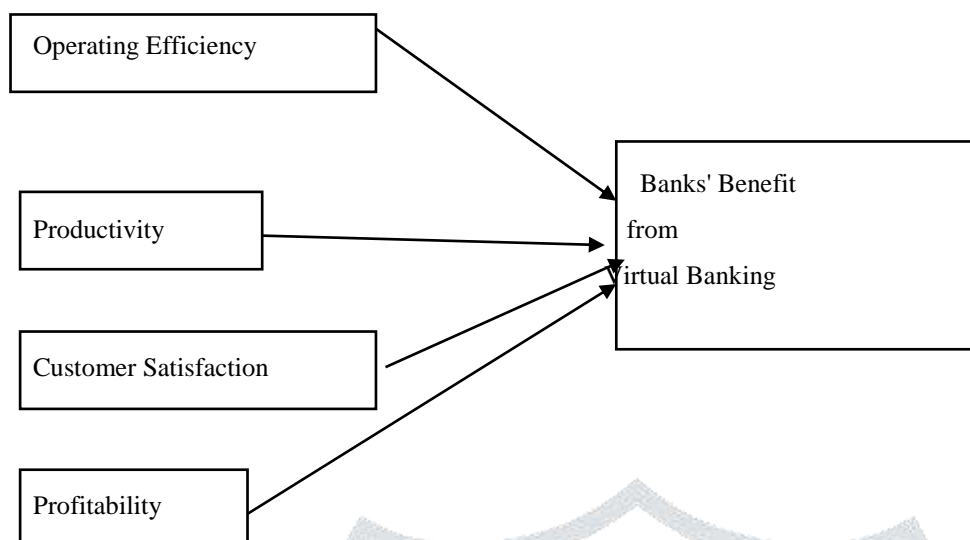 Operating Efficiency
Banks' Benefit
from
Virtual Banking
Productivity
Customer Satisfaction
Profitability